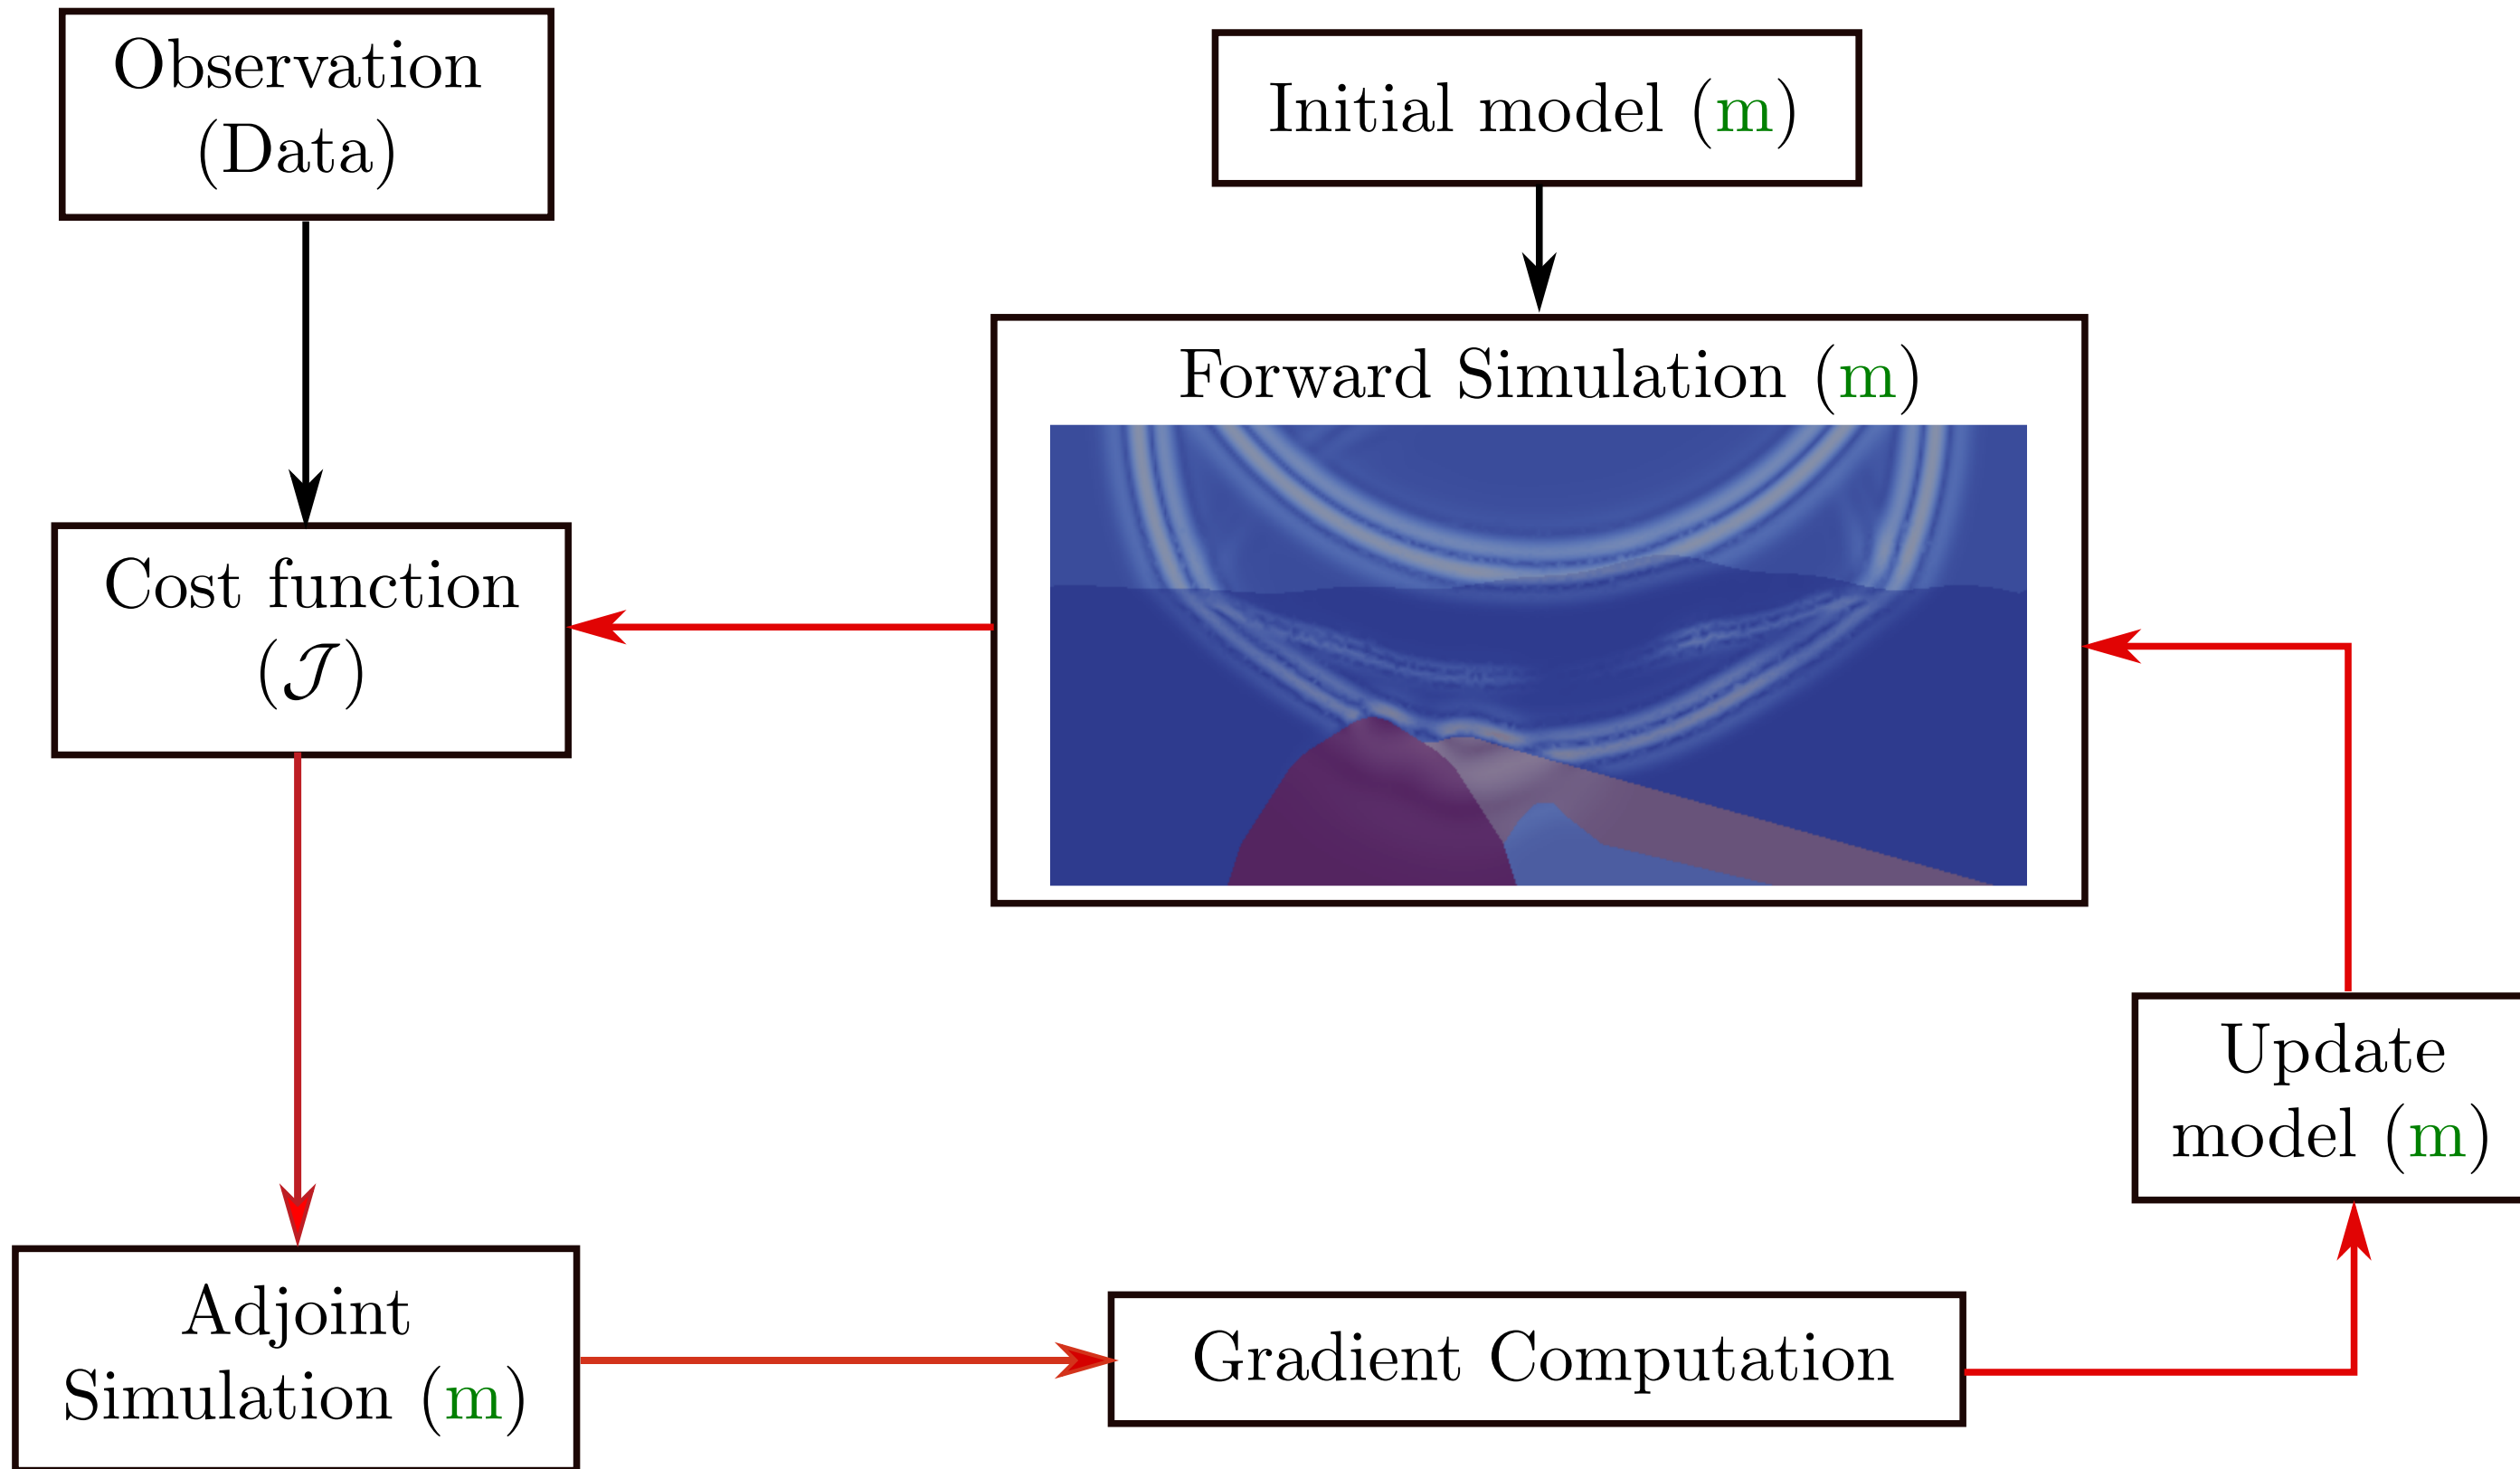 Observation
(Data)
Initial model (m)
Forward Simulation (m)
Cost function
(𝒥)
Update
model (m)
Adjoint
Simulation (m)
Gradient Computation